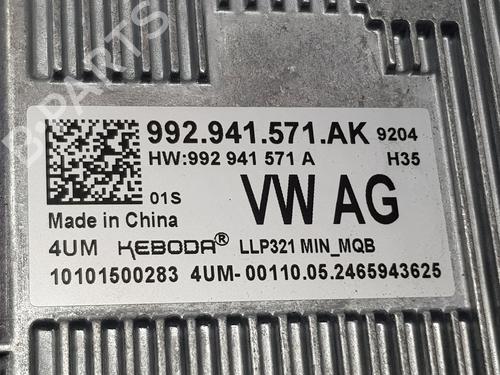 992.941.571.AK 9204
HW:992 941 571 A H35
01S VW AG
Made in China
4UM KEBODA® LLP321 MIN_MQB
10101500283 4UM-00110.05.2465943625
B-PARTS